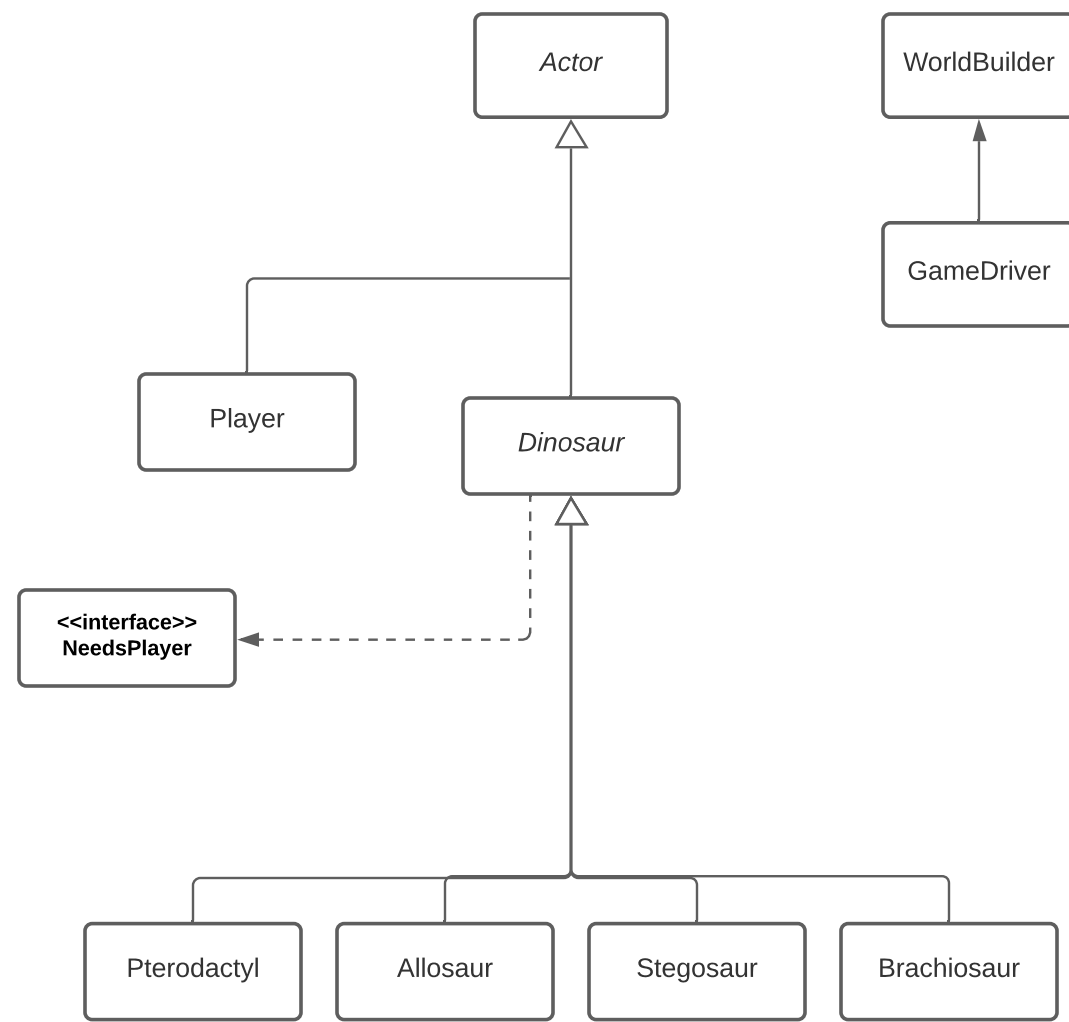 Actor
WorldBuilder
GameDriver
Player
Dinosaur
<<interface>>
NeedsPlayer
Pterodactyl
Allosaur
Stegosaur
Brachiosaur